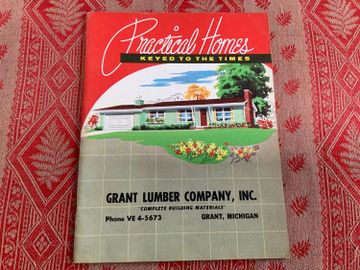 Practical Homes
KEYED TO THE TIMES
GRANT LUMBER COMPANY, INC.
"COMPLETE BUILDING MATERIALS"
Phone VE 4-5673 GRANT, MICHIGAN